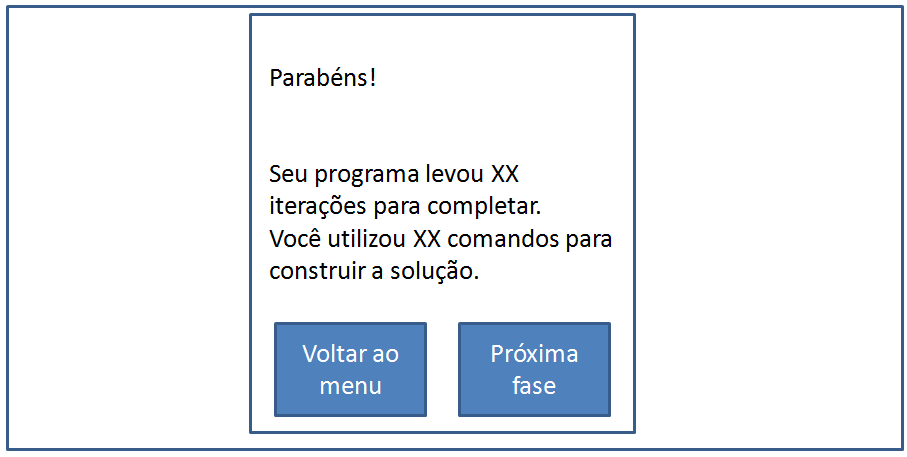 Parabéns!
Seu programa levou XX
iterações para completar.
Você utilizou XX comandos para
construir a solução.
Voltar ao
menu
Próxima
fase